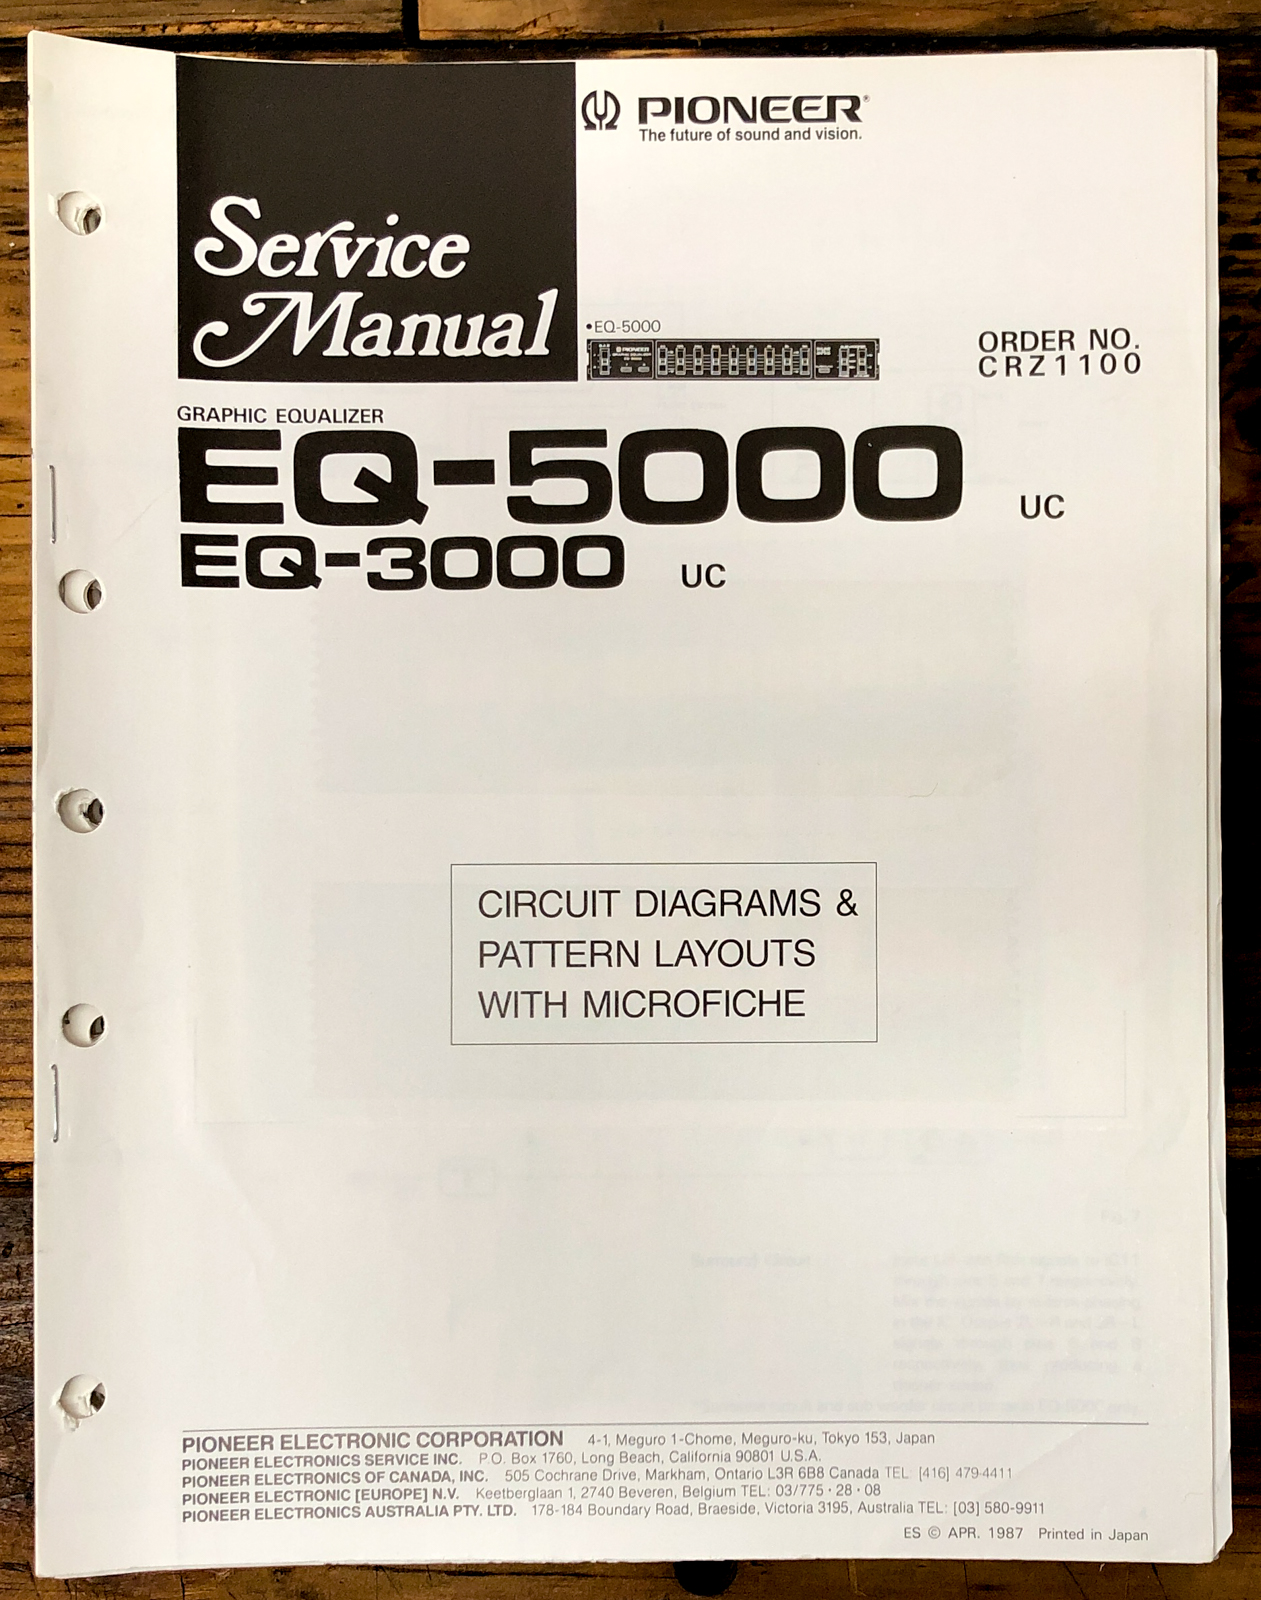 PIONEER®
The future of sound and vision.
Service
Manual
•EQ-5000
PIONEER
ORDER NO.
CRZ1100
GRAPHIC EQUALIZER
EQ-5000 UC
EQ-3000 UC
CIRCUIT DIAGRAMS &
PATTERN LAYOUTS
WITH MICROFICHE
PIONEER ELECTRONIC CORPORATION 4-1, Meguro 1-Chome, Meguro-ku, Tokyo 153, Japan
PIONEER ELECTRONICS SERVICE INC. P.O. Box 1760, Long Beach, California 90801 U.S.A.
PIONEER ELECTRONICS OF CANADA, INC. 505 Cochrane Drive, Markham, Ontario L3R 6B8 Canada TEL: [416] 479-4411
PIONEER ELECTRONIC [EUROPE] N.V. Keetberglaan 1, 2740 Beveren, Belgium TEL: 03/775·28·08
PIONEER ELECTRONICS AUSTRALIA PTY. LTD. 178-184 Boundary Road, Braeside, Victoria 3195, Australia TEL: [03] 580-9911
ES © APR. 1987 Printed in Japan